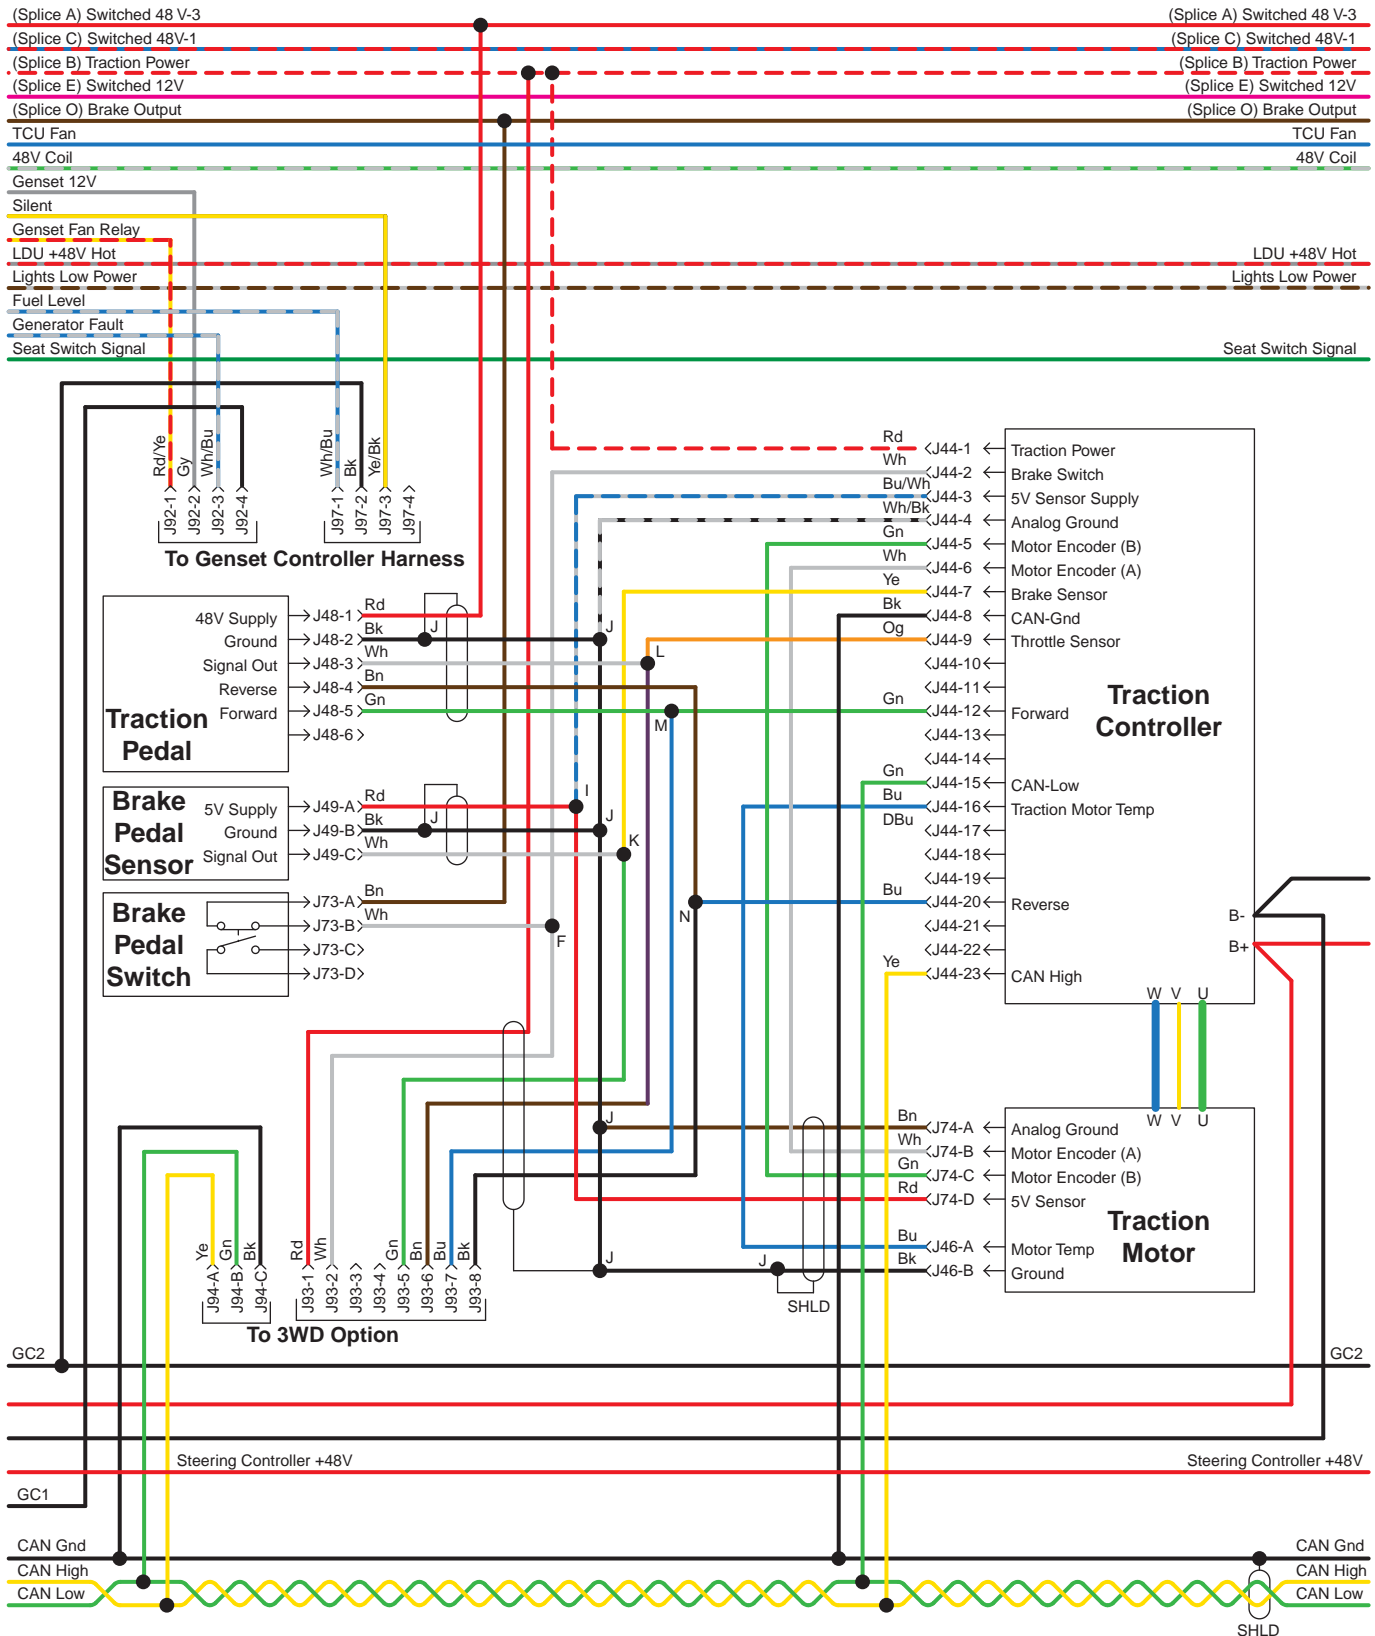 (Splice A) Switched 48 V-3 (Splice A) Switched 48 V-3
(Splice C) Switched 48V-1 (Splice C) Switched 48V-1
(Splice B) Traction Power (Splice B) Traction Power
(Splice E) Switched 12V (Splice E) Switched 12V
(Splice O) Brake Output (Splice O) Brake Output
TCU Fan TCU Fan
48V Coil 48V Coil
Genset 12V
Silent
Genset Fan Relay
LDU +48V Hot LDU +48V Hot
Lights Low Power Lights Low Power
Fuel Level
Generator Fault
Seat Switch Signal Seat Switch Signal
Rd/Ye
Gy
Wh/Bu
Wh/Bu
Bk
Ye/Bk
J92-1
J92-2
J92-3
J92-4
J97-1
J97-2
J97-3
J97-4
To Genset Controller Harness
48V Supply J48-1 Rd
Ground J48-2 Bk J J
Signal Out J48-3 Wh L
Reverse J48-4 Bn
Forward J48-5 Gn M
J48-6
Traction
Pedal
Brake
Pedal
Sensor
5V Supply J49-A Rd I
Ground J49-B Bk J J
Signal Out J49-C Wh K
Brake
Pedal
Switch
J73-A Bn
J73-B Wh F
J73-C
J73-D
N
Rd J44-1 Traction Power
Wh J44-2 Brake Switch
Bu/Wh J44-3 5V Sensor Supply
Wh/Bk J44-4 Analog Ground
Gn J44-5 Motor Encoder (B)
Wh J44-6 Motor Encoder (A)
Ye J44-7 Brake Sensor
Bk J44-8 CAN-Gnd
Og J44-9 Throttle Sensor
J44-10
J44-11
Gn J44-12 Forward
J44-13
J44-14
Gn J44-15 CAN-Low
Bu J44-16 Traction Motor Temp
DBu J44-17
J44-18
J44-19
Bu J44-20 Reverse
J44-21
J44-22
Ye J44-23 CAN High
Traction
Controller
B-
B+
W V U
W V U
J
Bn J74-A Analog Ground
Wh J74-B Motor Encoder (A)
Gn J74-C Motor Encoder (B)
Rd J74-D 5V Sensor
Traction
Motor
Bu J46-A Motor Temp
J J Bk J46-B Ground
SHLD
Ye
Gn
Bk
Rd
Wh
Gn
Bn
Bu
Bk
J94-A
J94-B
J94-C
J93-1
J93-2
J93-3
J93-4
J93-5
J93-6
J93-7
J93-8
To 3WD Option
GC2 GC2
Steering Controller +48V Steering Controller +48V
GC1
CAN Gnd CAN Gnd
CAN High CAN High
CAN Low CAN Low
SHLD